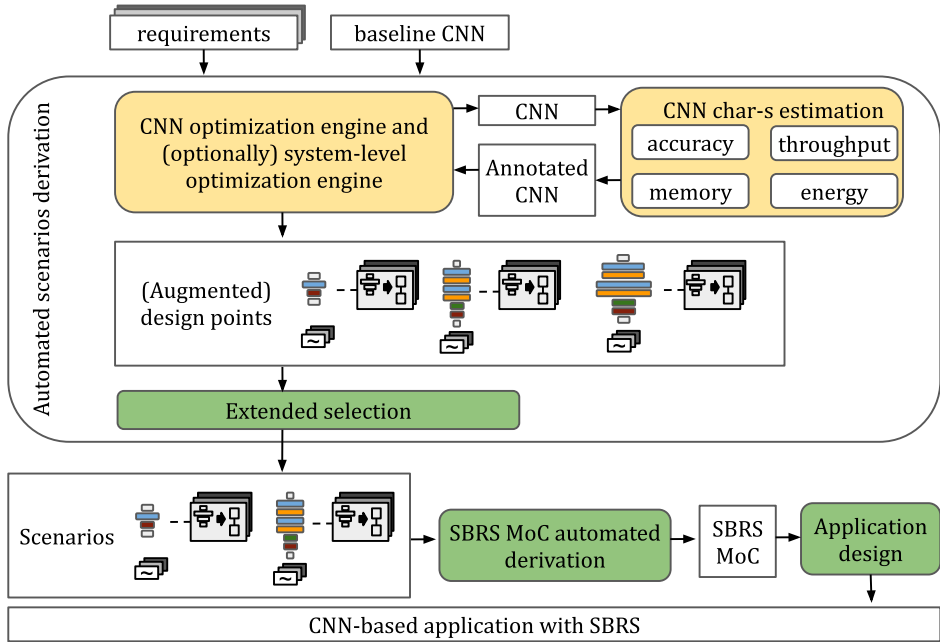 requirements
baseline CNN
Automated scenarios derivation
CNN optimization engine and
(optionally) system-level
optimization engine
CNN
Annotated
CNN
CNN char-s estimation
accuracy
throughput
memory
energy
(Augmented)
design points
~
~
~
Extended selection
Scenarios
~
~
SBRS MoC automated
derivation
SBRS
MoC
Application
design
CNN-based application with SBRS